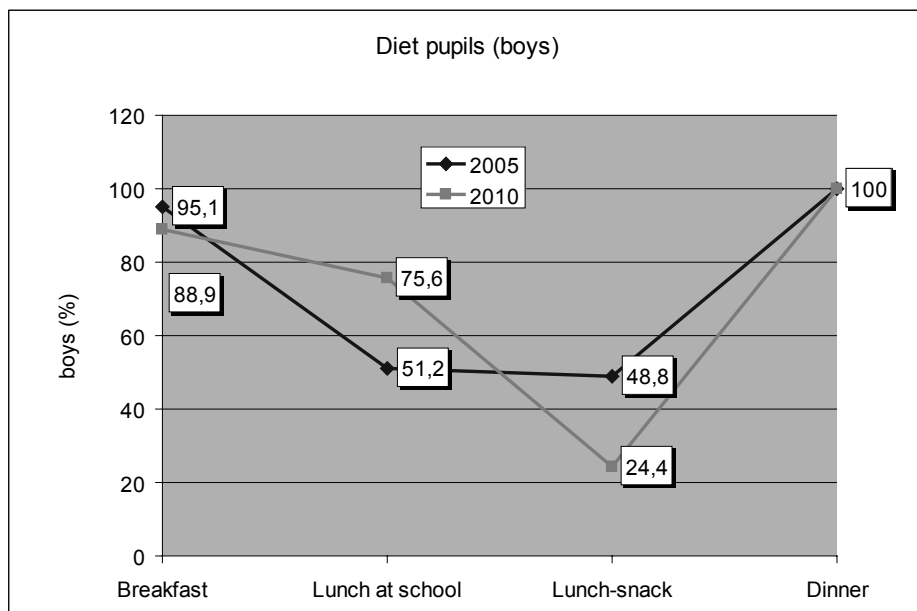 Diet pupils (boys)
120
100
80
60
40
20
0
boys (%)
2005
2010
95,1
88,9
75,6
51,2
48,8
24,4
100
Breakfast
Lunch at school
Lunch-snack
Dinner